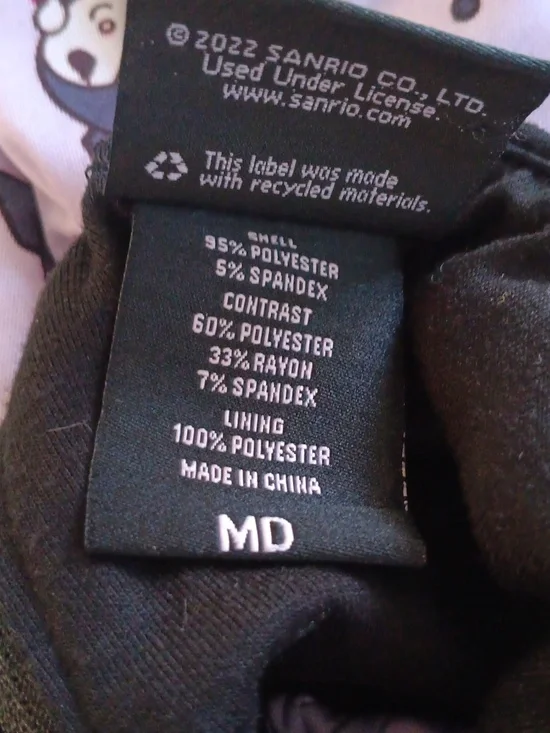 © 2022 SANRIO CO., LTD.
Used Under License.
www.sanrio.com
This label was made
with recycled materials.
SHELL
95% POLYESTER
5% SPANDEX
CONTRAST
60% POLYESTER
33% RAYON
7% SPANDEX
LINING
100% POLYESTER
MADE IN CHINA
MD